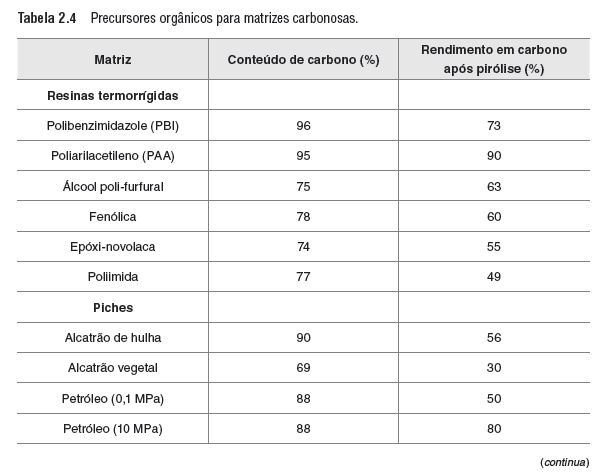 Tabela 2.4 Precursores orgânicos para matrizes carbonosas.
Matriz Conteúdo de carbono (%) Rendimento em carbono
após pirólise (%)
Resinas termorrígidas
Polibenzimidazole (PBI) 96 73
Poliarilacetileno (PAA) 95 90
Álcool poli-furfural 75 63
Fenólica 78 60
Epóxi-novolaca 74 55
Poliimida 77 49
Piches
Alcatrão de hulha 90 56
Alcatrão vegetal 69 30
Petróleo (0,1 MPa) 88 50
Petróleo (10 MPa) 88 80
(continua)